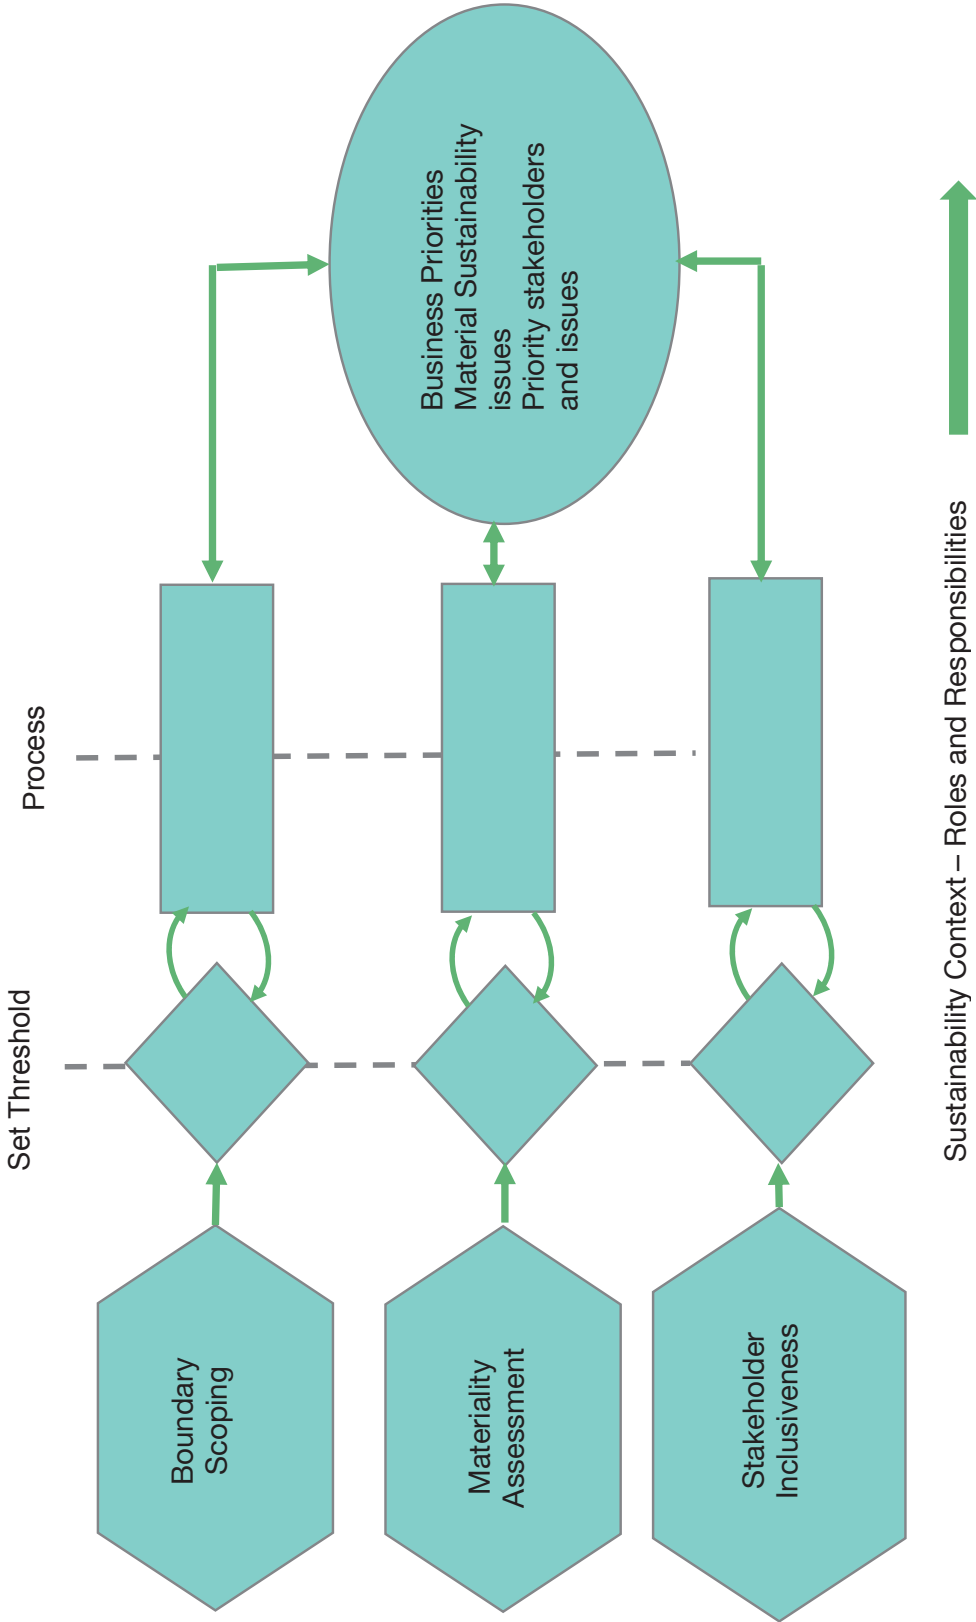 Set Threshold
Process
Boundary
Scoping
Materiality
Assessment
Stakeholder
Inclusiveness
Business Priorities
Material Sustainability
issues
Priority stakeholders
and issues
Sustainability Context – Roles and Responsibilities